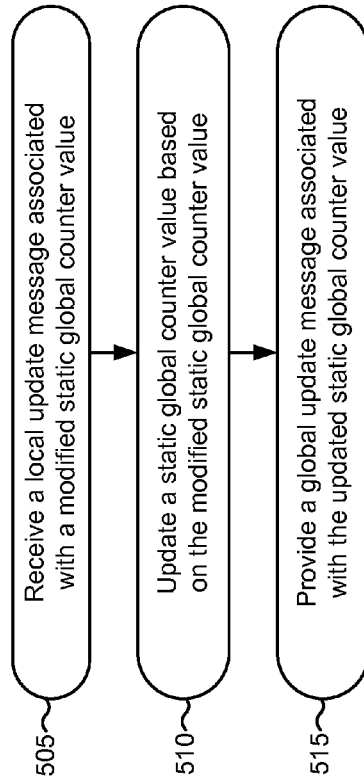 505
Receive a local update message associated
with a modified static global counter value
510
Update a static global counter value based
on the modified static global counter value
515
Provide a global update message associated
with the updated static global counter value